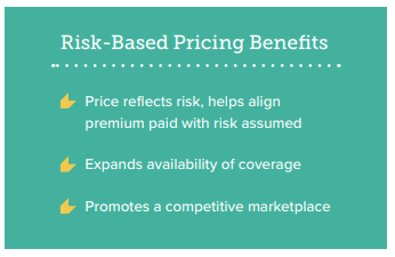 Risk-Based Pricing Benefits
Price reflects risk, helps align
premium paid with risk assumed
Expands availability of coverage
Promotes a competitive marketplace